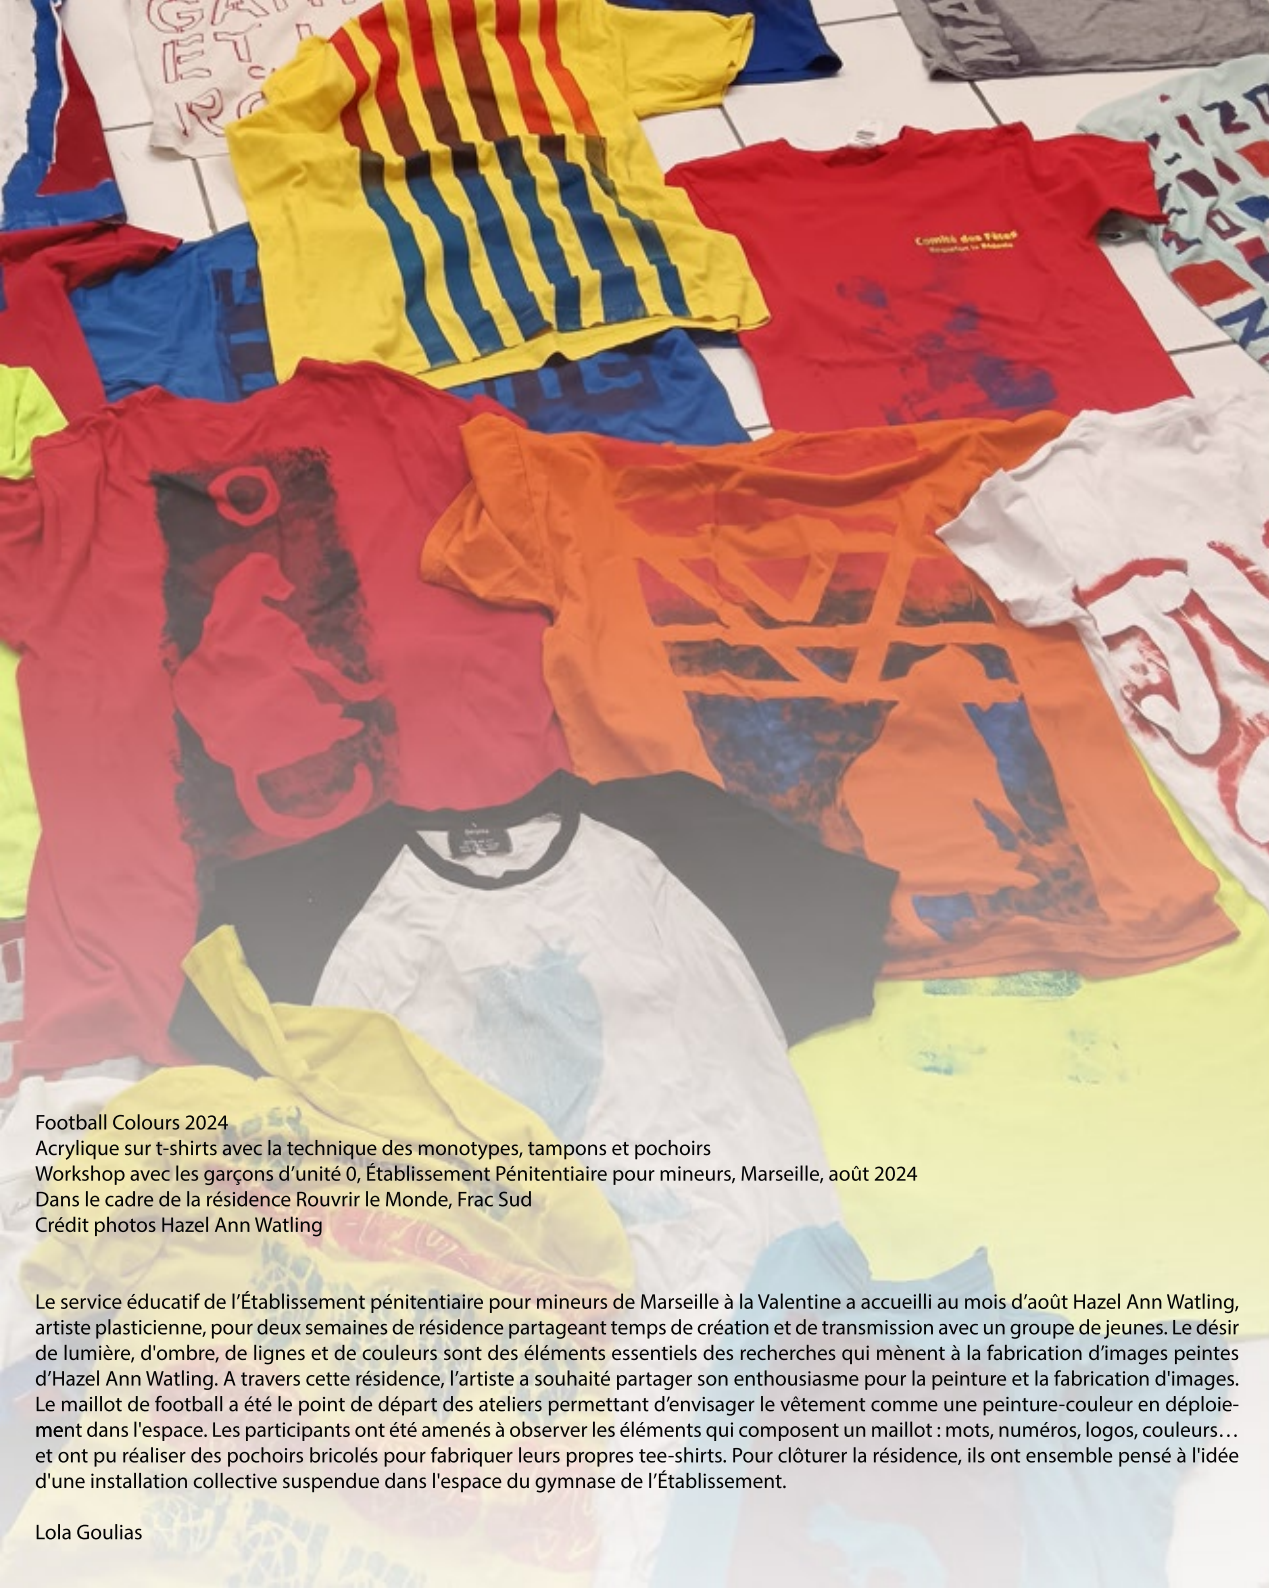 GANT
ET L
MA
Comité des Fêtes
Football Colours 2024
Acrylique sur t-shirts avec la technique des monotypes, tampons et pochoirs
Workshop avec les garçons d’unité 0, Établissement Pénitentiaire pour mineurs, Marseille, août 2024
Dans le cadre de la résidence Rouvrir le Monde, Frac Sud
Crédit photos Hazel Ann Watling
Le service éducatif de l’Établissement pénitentiaire pour mineurs de Marseille à la Valentine a accueilli au mois d’août Hazel Ann Watling,
artiste plasticienne, pour deux semaines de résidence partageant temps de création et de transmission avec un groupe de jeunes. Le désir
de lumière, d'ombre, de lignes et de couleurs sont des éléments essentiels des recherches qui mènent à la fabrication d’images peintes
d’Hazel Ann Watling. A travers cette résidence, l’artiste a souhaité partager son enthousiasme pour la peinture et la fabrication d'images.
Le maillot de football a été le point de départ des ateliers permettant d’envisager le vêtement comme une peinture-couleur en déploie-
ment dans l'espace. Les participants ont été amenés à observer les éléments qui composent un maillot : mots, numéros, logos, couleurs…
et ont pu réaliser des pochoirs bricolés pour fabriquer leurs propres tee-shirts. Pour clôturer la résidence, ils ont ensemble pensé à l'idée
d'une installation collective suspendue dans l'espace du gymnase de l’Établissement.
Lola Goulias